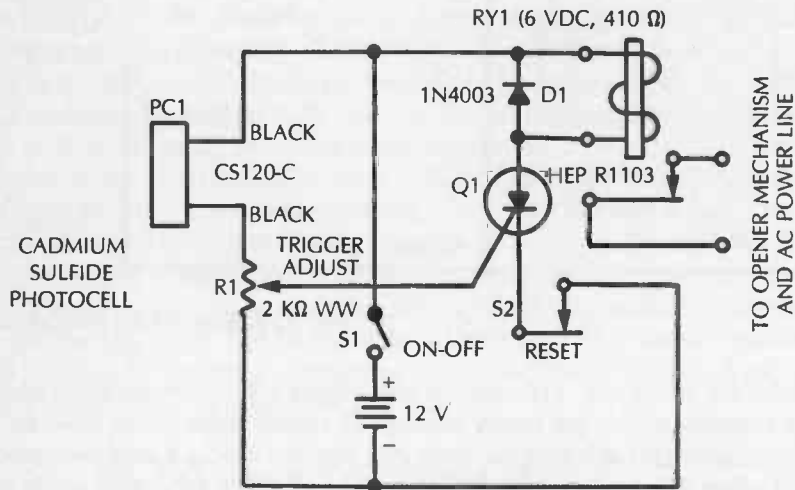 RY1 (6 VDC, 410 Ω)
PC1
1N4003
D1
BLACK
CS120-C
Q1
HEP R1103
BLACK
CADMIUM
SULFIDE
PHOTOCELL
TRIGGER
ADJUST
R1
2 KΩ WW
S2
S1
ON-OFF
RESET
+
12 V
−
TO OPENER MECHANISM
AND AC POWER LINE